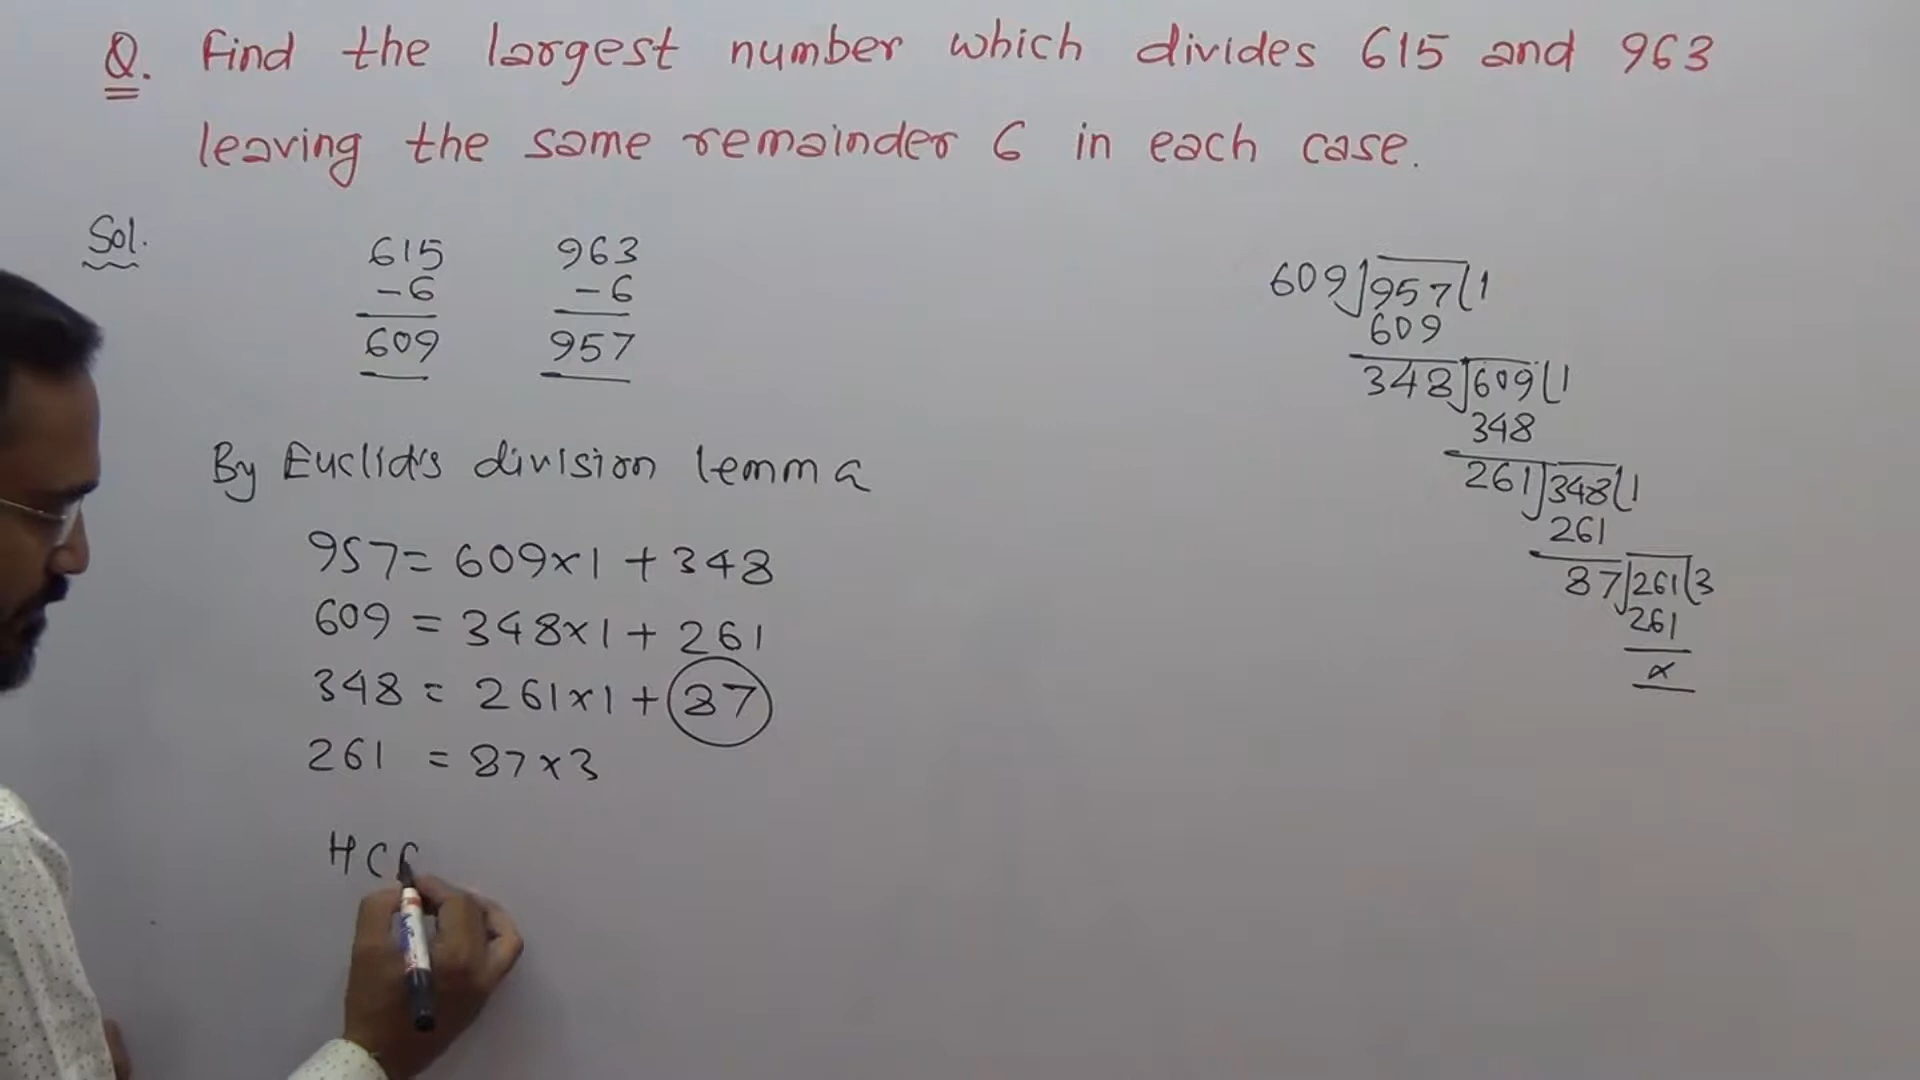 Q. Find the largest number which divides 615 and 963
leaving the same remainder 6 in each case.
Sol.
615 963
-6 -6
609 957
By Euclid's division lemma
957 = 609×1 + 348
609 = 348×1 + 261
348 = 261×1 + 87
261 = 87×3
HCF
609 957 1
609
348 609 1
348
261 348 1
261
87 261 3
261
×